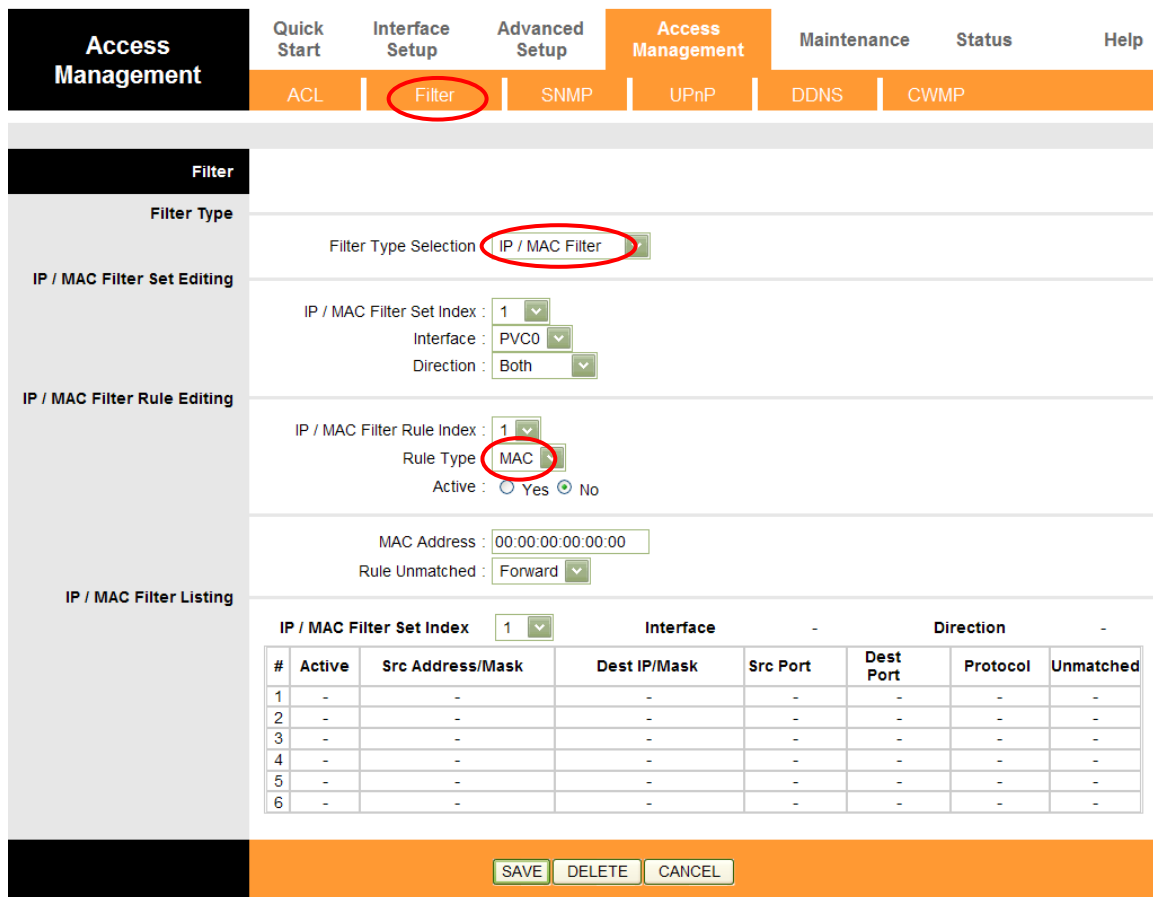 Access Management
Quick Start
Interface Setup
Advanced Setup
Access Management
Maintenance
Status
Help
ACL
Filter
SNMP
UPnP
DDNS
CWMP
Filter
Filter Type
Filter Type Selection IP / MAC Filter
IP / MAC Filter Set Editing
IP / MAC Filter Set Index : 1
Interface : PVC0
Direction : Both
IP / MAC Filter Rule Editing
IP / MAC Filter Rule Index : 1
Rule Type MAC
Active : Yes No
MAC Address : 00:00:00:00:00:00
Rule Unmatched : Forward
IP / MAC Filter Listing
IP / MAC Filter Set Index 1 Interface - Direction -
# Active Src Address/Mask Dest IP/Mask Src Port Dest Port Protocol Unmatched
1 - - - - - - -
2 - - - - - - -
3 - - - - - - -
4 - - - - - - -
5 - - - - - - -
6 - - - - - - -
SAVE DELETE CANCEL